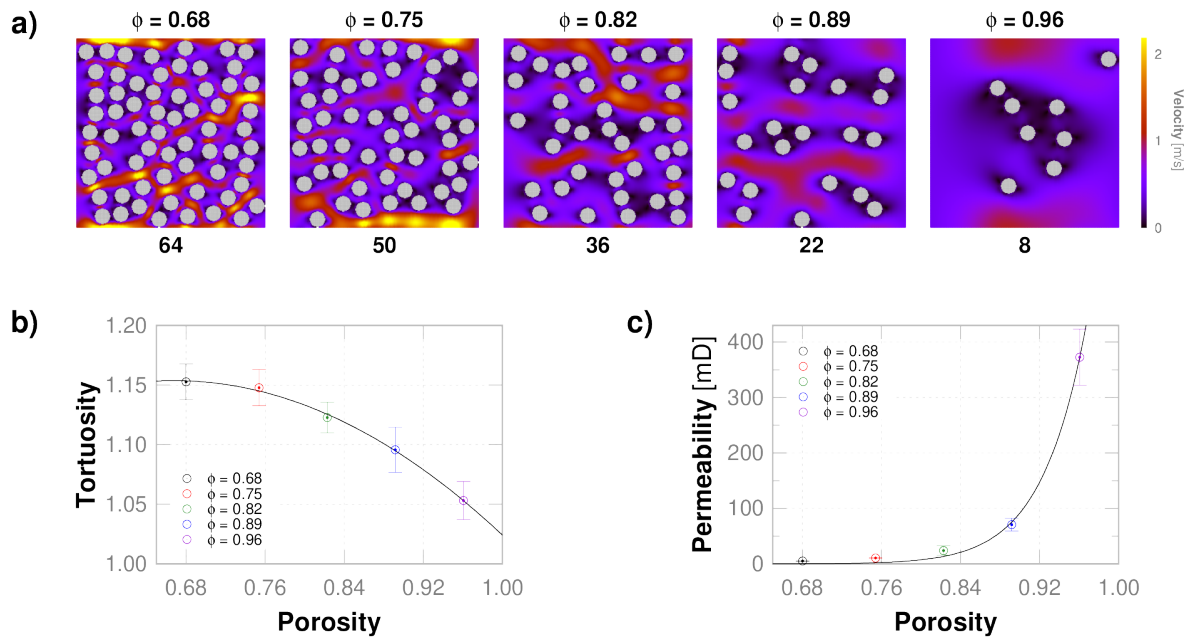 a)
ϕ = 0.68
ϕ = 0.75
ϕ = 0.82
ϕ = 0.89
ϕ = 0.96
2
1
0
Velocity [m/s]
64
50
36
22
8
b)
1.20
1.15
1.10
1.05
1.00
Tortuosity
ϕ = 0.68
ϕ = 0.75
ϕ = 0.82
ϕ = 0.89
ϕ = 0.96
0.68 0.76 0.84 0.92 1.00
Porosity
c)
400
300
200
100
0
Permeability [mD]
ϕ = 0.68
ϕ = 0.75
ϕ = 0.82
ϕ = 0.89
ϕ = 0.96
0.68 0.76 0.84 0.92 1.00
Porosity